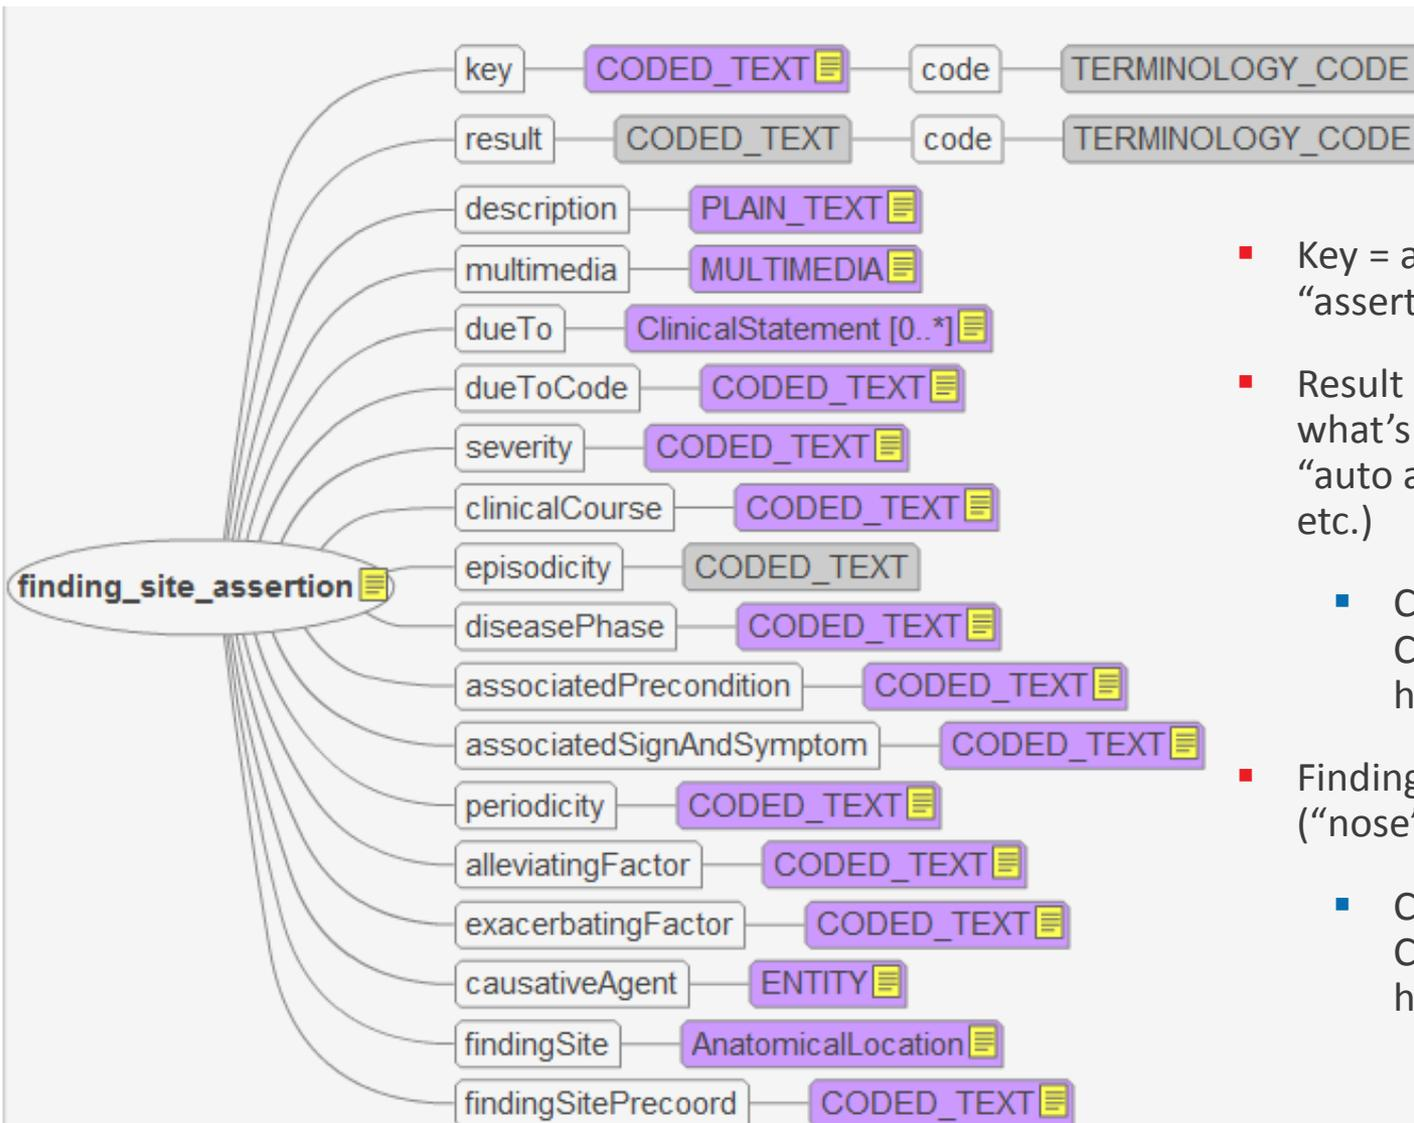 key CODED_TEXT code TERMINOLOGY_CODE
result CODED_TEXT code TERMINOLOGY_CODE
description PLAIN_TEXT
multimedia MULTIMEDIA
dueTo ClinicalStatement [0..*]
dueToCode CODED_TEXT
severity CODED_TEXT
clinicalCourse CODED_TEXT
episodicity CODED_TEXT
finding_site_assertion
diseasePhase CODED_TEXT
associatedPrecondition CODED_TEXT
associatedSignAndSymptom CODED_TEXT
periodicity CODED_TEXT
alleviatingFactor CODED_TEXT
exacerbatingFactor CODED_TEXT
causativeAgent ENTITY
findingSite AnatomicalLocation
findingSitePrecoord CODED_TEXT
Key = a
“assert
Result
what’s
“auto a
etc.)
C
C
h
Finding
(“nose”
C
C
h